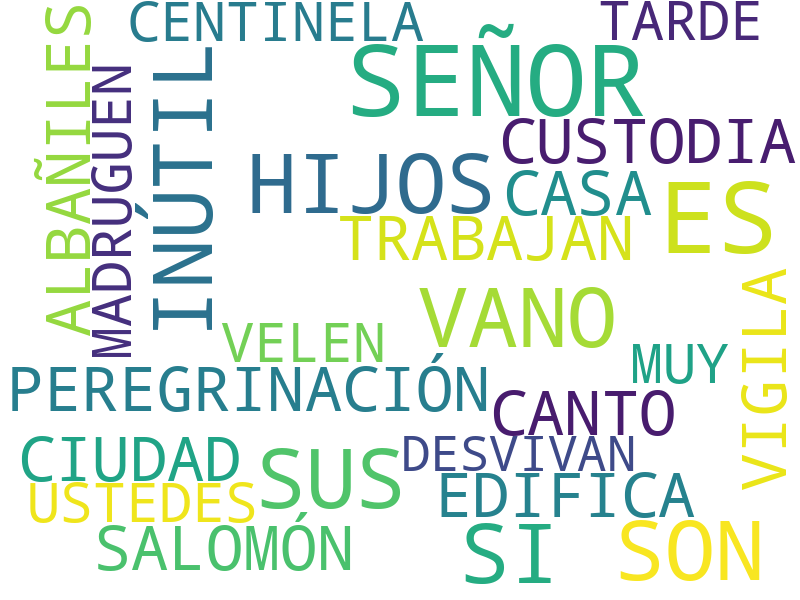 CENTINELA
TARDE
ALBAÑILES
MADRÚGUEN
INÚTIL
SEÑOR
CUSTODIA
HIJOS
CASA
ES
TRABAJAN
VANO
VIGILA
VELEN
MUY
PEREGRINACIÓN
CANTO
CIUDAD
SUS
DESVIVAN
USTEDES
EDIFICA
SALOMÓN
SI
SON